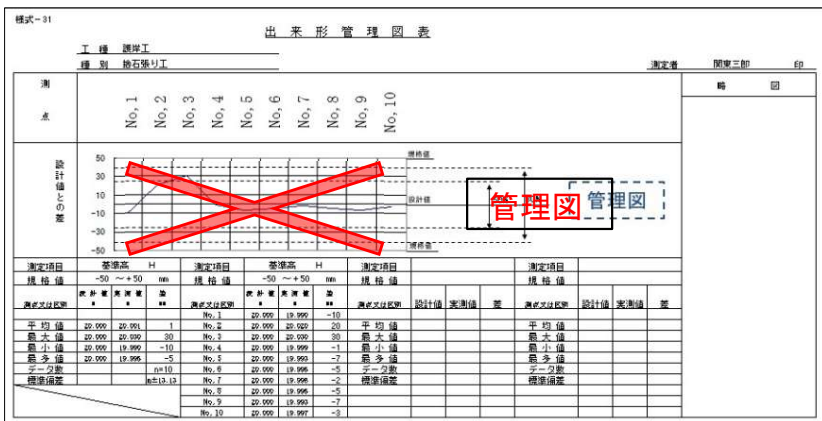 様式-31
出来形管理図表
工種 護岸工
種別 捨石張り工
測定者 関東三郎 印
測点
No,1 No,2 No,3 No,4 No,5 No,6 No,7 No,8 No,9 No,10
略図
設計値との差
50
30
10
-10
-30
-50
規格値
設計値
規格値
管理図
管理図
測定項目 基準高 H 測定項目 基準高 H 測定項目 測定項目
規格値 -50 ～+50 mm 規格値 -50 ～+50 mm 規格値 規格値
測点又は区別 設計値 実測値 差 測点又は区別 設計値 実測値 差 測点又は区別 設計値 実測値 差 測点又は区別 設計値 実測値 差
No.1 20.000 19.990 -10
平均値 20.000 20.001 1 No.2 20.000 20.020 20 平均値 平均値
最大値 20.000 20.030 30 No.3 20.000 20.030 30 最大値 最大値
最小値 20.000 19.990 -10 No.4 20.000 19.999 -1 最小値 最小値
最多値 20.000 19.995 -5 No.5 20.000 19.993 -7 最多値 最多値
データ数 n=10 No.6 20.000 19.995 -5 データ数 データ数
標準偏差 m±13.13 No.7 20.000 19.998 -2 標準偏差 標準偏差
No.8 20.000 19.995 -5
No.9 20.000 19.993 -7
No.10 20.000 19.997 -3